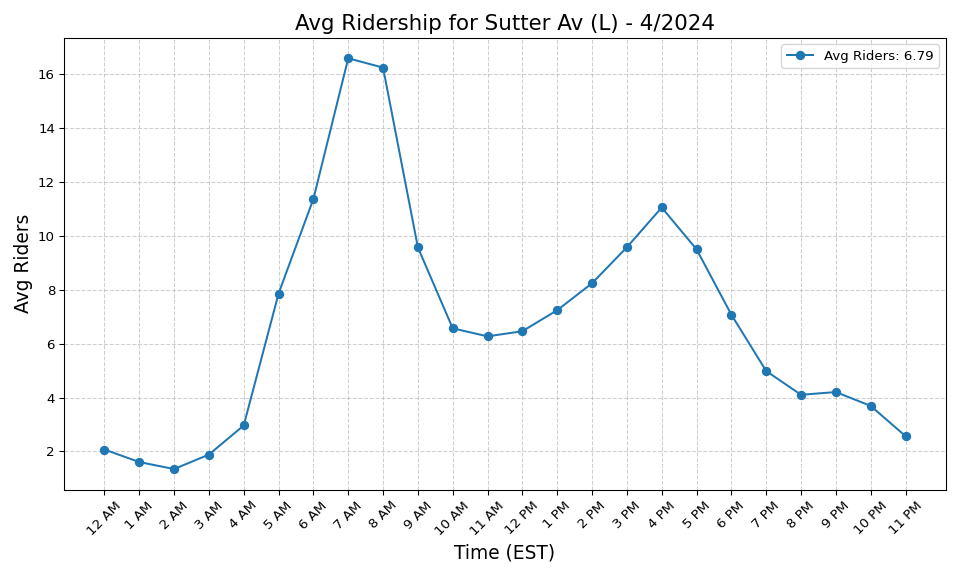 Avg Ridership for Sutter Av (L) - 4/2024
Avg Riders: 6.79
Avg Riders
16
14
12
10
8
6
4
2
12 AM
1 AM
2 AM
3 AM
4 AM
5 AM
6 AM
7 AM
8 AM
9 AM
10 AM
11 AM
12 PM
1 PM
2 PM
3 PM
4 PM
5 PM
6 PM
7 PM
8 PM
9 PM
10 PM
11 PM
Time (EST)